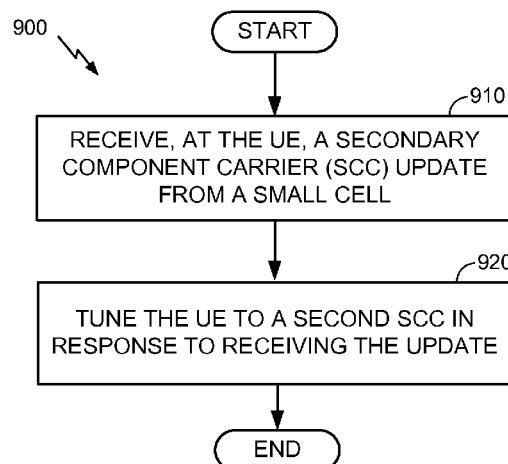 900
START
910
RECEIVE, AT THE UE, A SECONDARY
COMPONENT CARRIER (SCC) UPDATE
FROM A SMALL CELL
920
TUNE THE UE TO A SECOND SCC IN
RESPONSE TO RECEIVING THE UPDATE
END